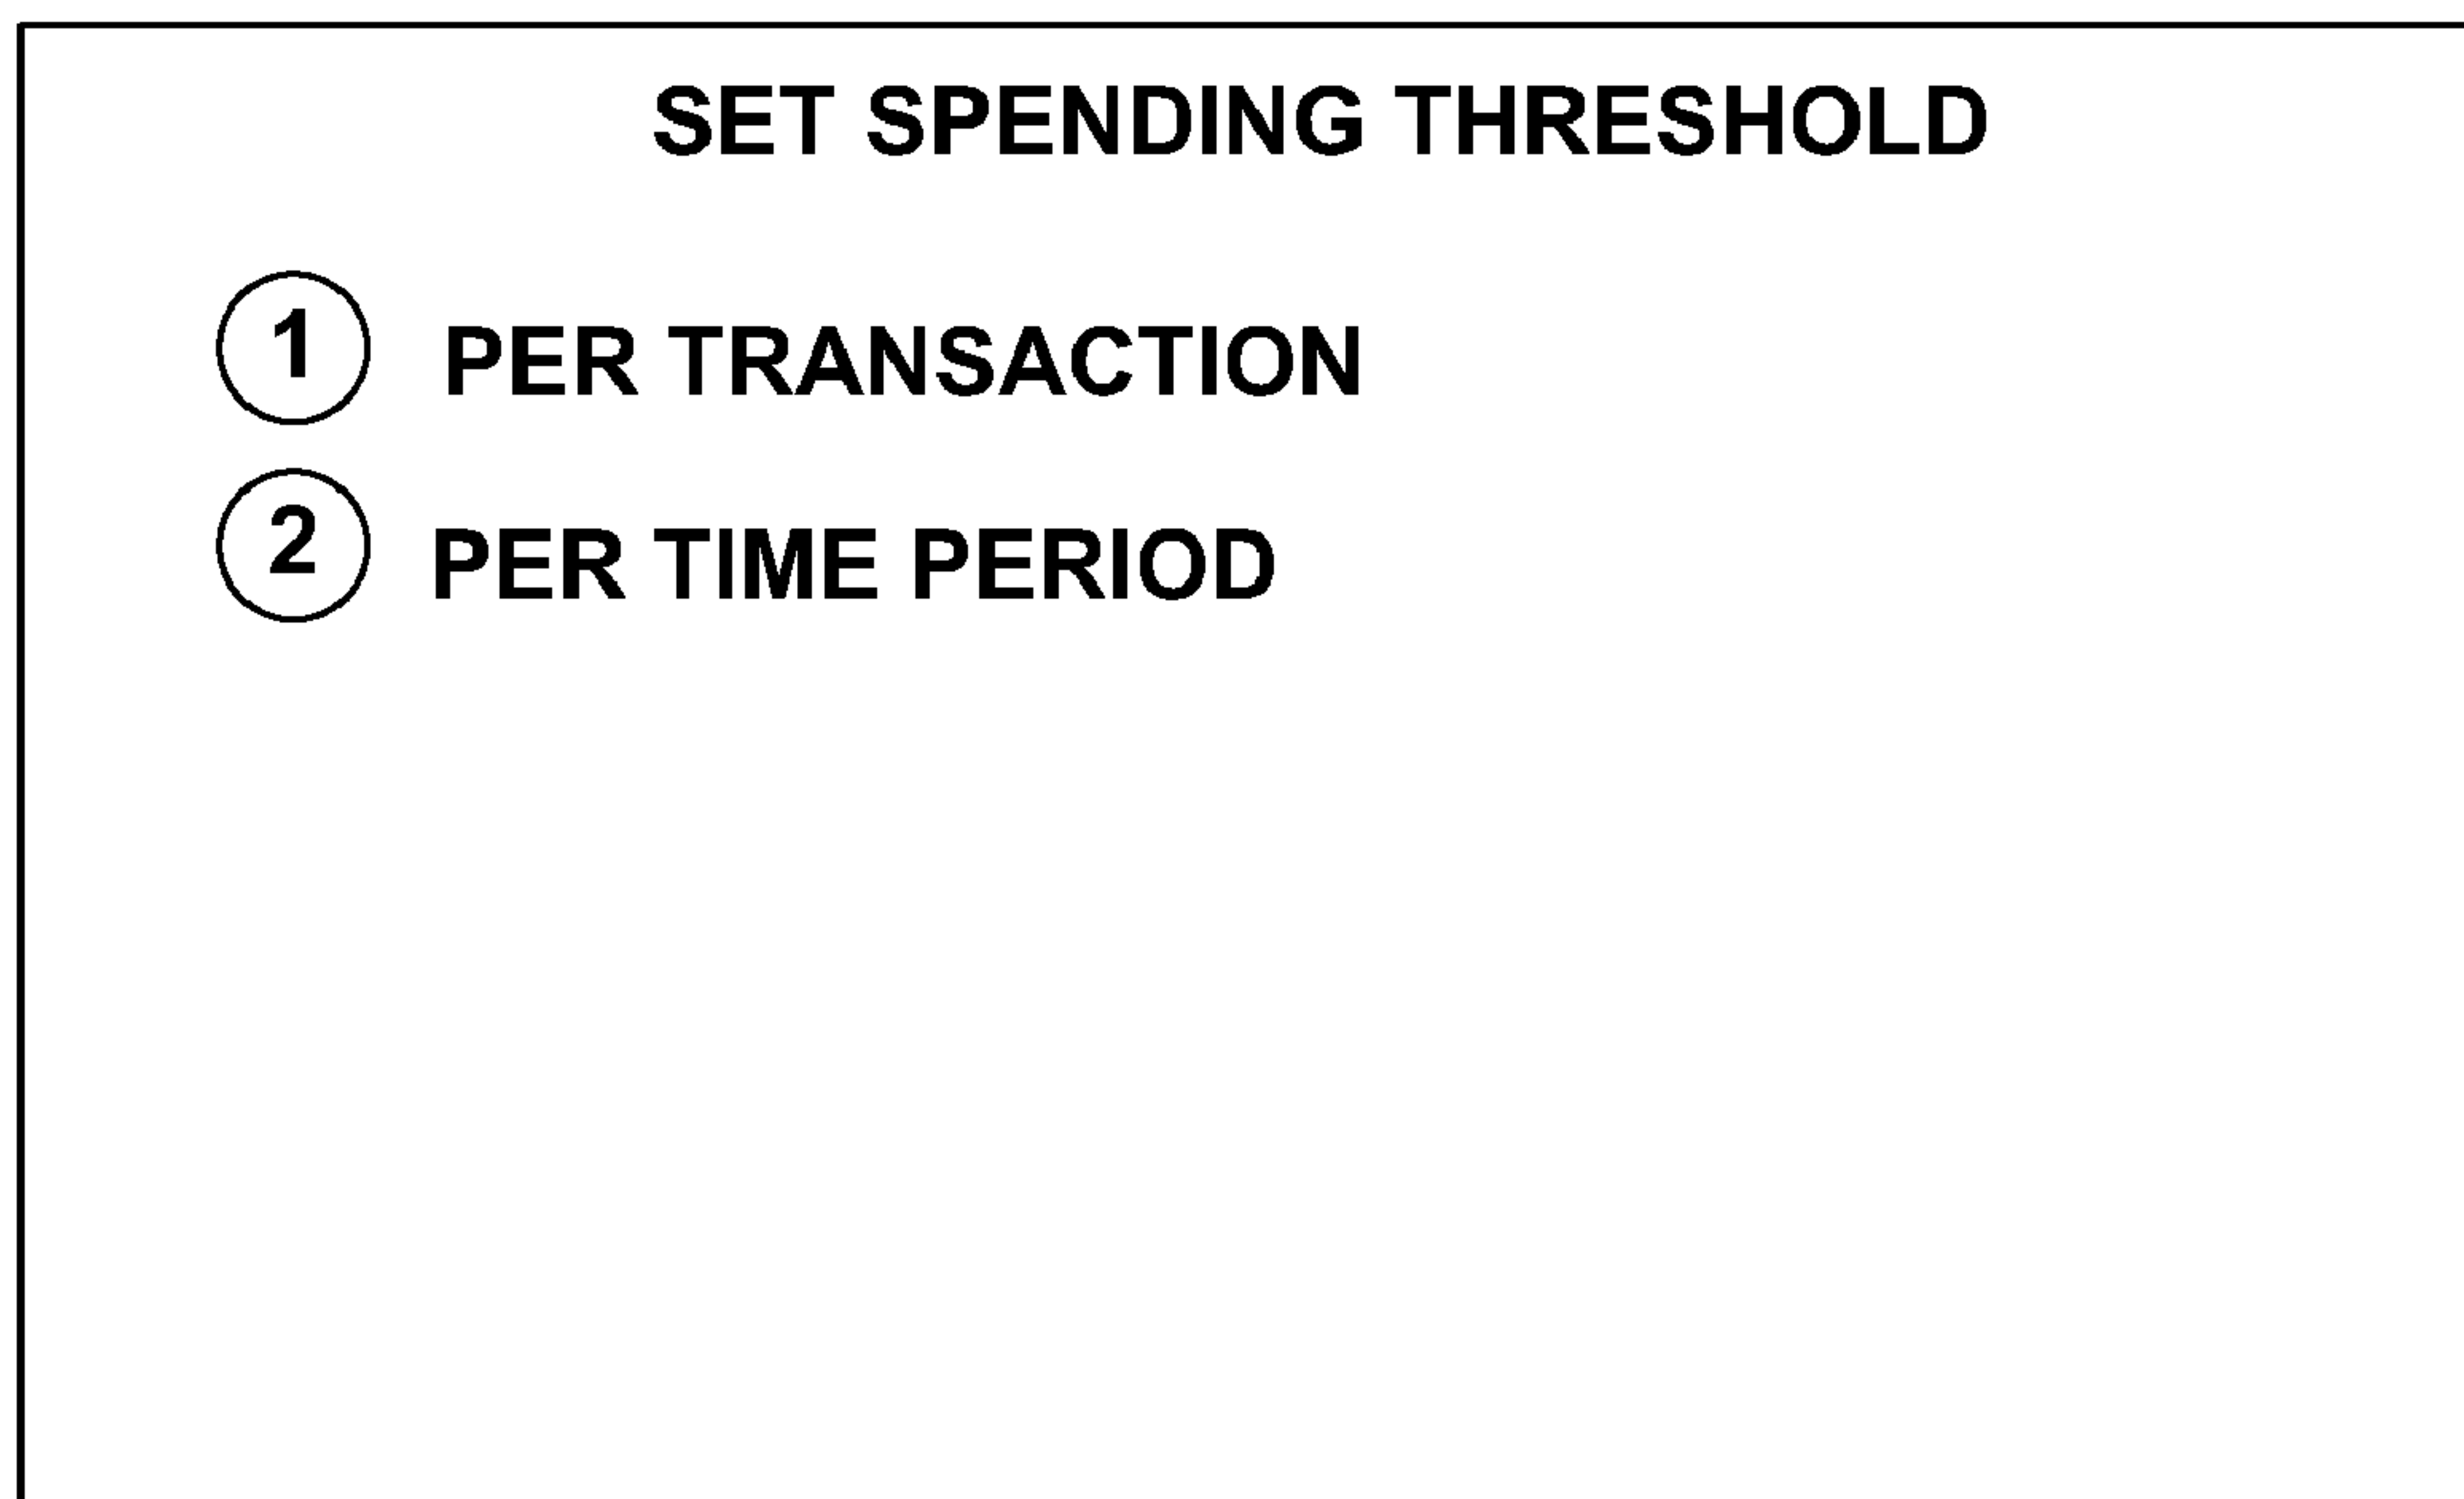 SET SPENDING THRESHOLD
1 PER TRANSACTION
2 PER TIME PERIOD